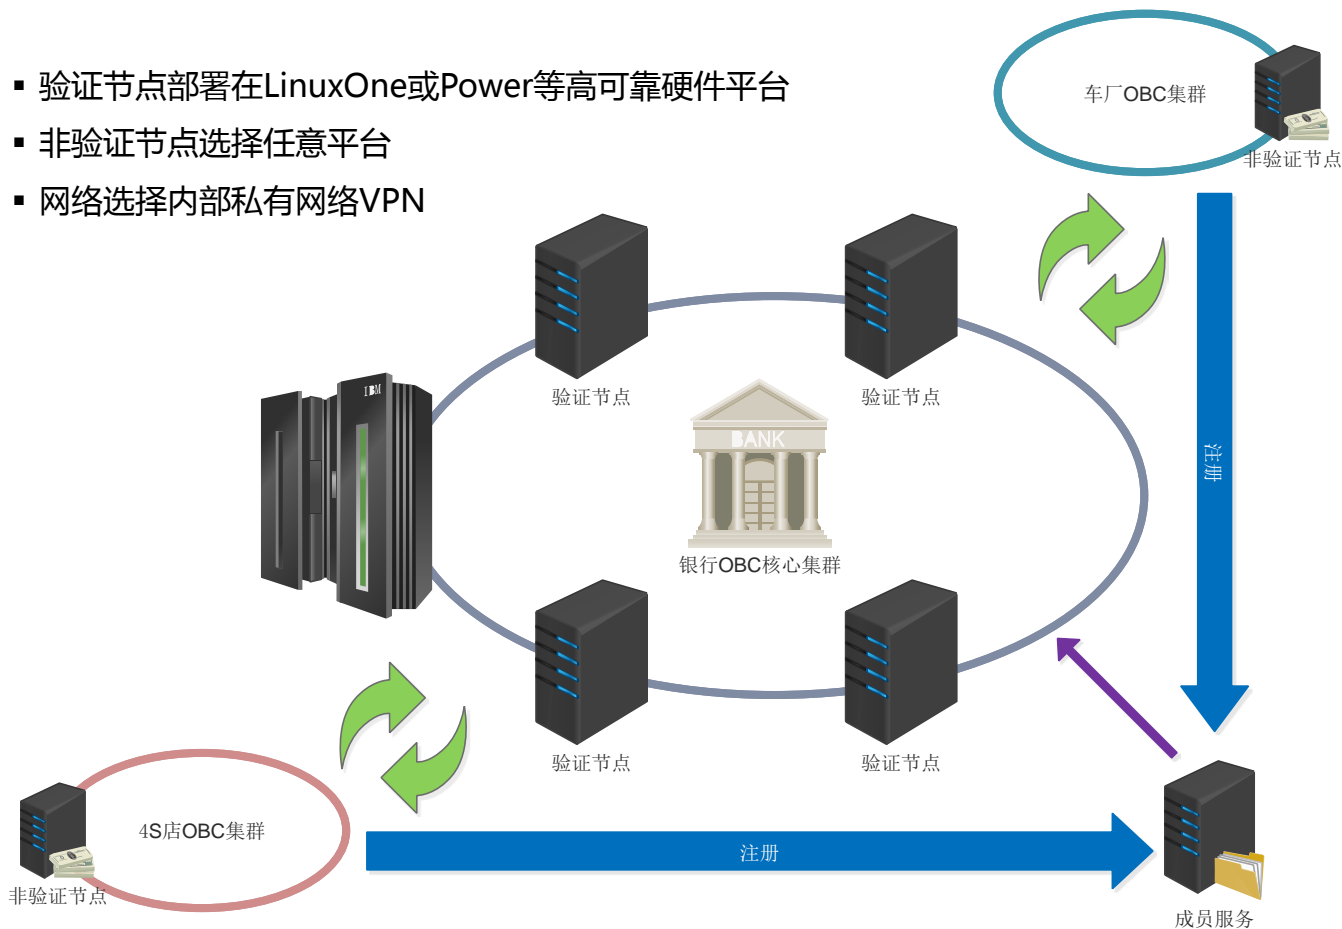 ▪ 验证节点部署在LinuxOne或Power等高可靠硬件平台
▪ 非验证节点选择任意平台
▪ 网络选择内部私有网络VPN
车厂OBC集群
非验证节点
验证节点
验证节点
IBM
BANK
注册
银行OBC核心集群
验证节点
验证节点
4S店OBC集群
注册
非验证节点
成员服务